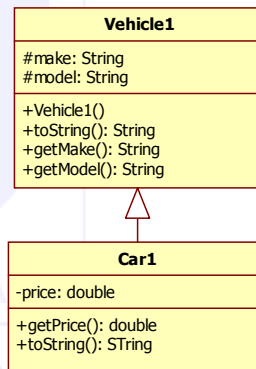 Vehicle1
#make: String
#model: String
+Vehicle1()
+toString(): String
+getMake(): String
+getModel(): String
Car1
-price: double
+getPrice(): double
+toString(): STring